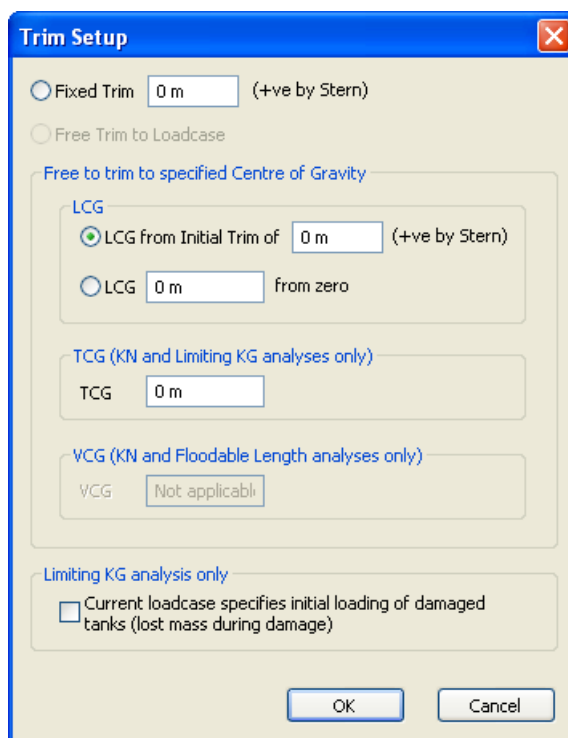 Trim Setup
Fixed Trim 0 m (+ve by Stern)
Free Trim to Loadcase
Free to trim to specified Centre of Gravity
LCG
LCG from Initial Trim of 0 m (+ve by Stern)
LCG 0 m from zero
TCG (KN and Limiting KG analyses only)
TCG 0 m
VCG (KN and Floodable Length analyses only)
VCG Not applicabl
Limiting KG analysis only
Current loadcase specifies initial loading of damaged
tanks (lost mass during damage)
OK Cancel